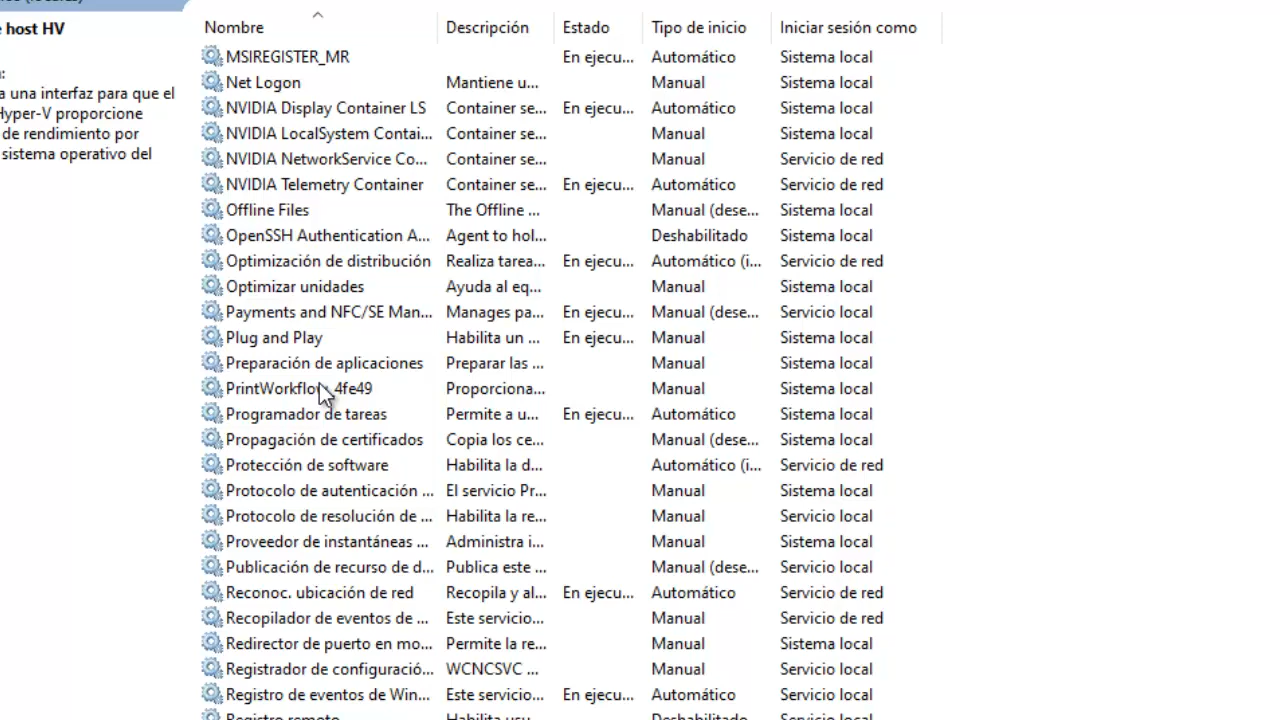 host HV
a una interfaz para que el
Hyper-V proporcione
de rendimiento por
sistema operativo del
Nombre Descripción Estado Tipo de inicio Iniciar sesión como
MSIREGISTER_MR En ejecu... Automático Sistema local
Net Logon Mantiene u... Manual Sistema local
NVIDIA Display Container LS Container se... En ejecu... Automático Sistema local
NVIDIA LocalSystem Contai... Container se... Manual Sistema local
NVIDIA NetworkService Co... Container se... Manual Servicio de red
NVIDIA Telemetry Container Container se... En ejecu... Automático Servicio de red
Offline Files The Offline ... Manual (dese... Sistema local
OpenSSH Authentication A... Agent to hol... Deshabilitado Sistema local
Optimización de distribución Realiza tarea... En ejecu... Automático (i... Servicio de red
Optimizar unidades Ayuda al eq... Manual Sistema local
Payments and NFC/SE Man... Manages pa... En ejecu... Manual (dese... Servicio local
Plug and Play Habilita un ... En ejecu... Manual Sistema local
Preparación de aplicaciones Preparar las ... Manual Sistema local
PrintWorkflow_4fe49 Proporciona... Manual Sistema local
Programador de tareas Permite a u... En ejecu... Automático Sistema local
Propagación de certificados Copia los ce... Manual (dese... Sistema local
Protección de software Habilita la d... Automático (i... Servicio de red
Protocolo de autenticación ... El servicio Pr... Manual Sistema local
Protocolo de resolución de ... Habilita la re... Manual Servicio local
Proveedor de instantáneas ... Administra i... Manual Sistema local
Publicación de recurso de d... Publica este ... Manual (dese... Servicio local
Reconoc. ubicación de red Recopila y al... En ejecu... Automático Servicio de red
Recopilador de eventos de ... Este servicio... Manual Servicio de red
Redirector de puerto en mo... Permite la re... Manual Sistema local
Registrador de configuració... WCNCSVC ... Manual Servicio local
Registro de eventos de Win... Este servicio... En ejecu... Automático Servicio local
Registro remoto Habilita usu... Deshabilitado Servicio local